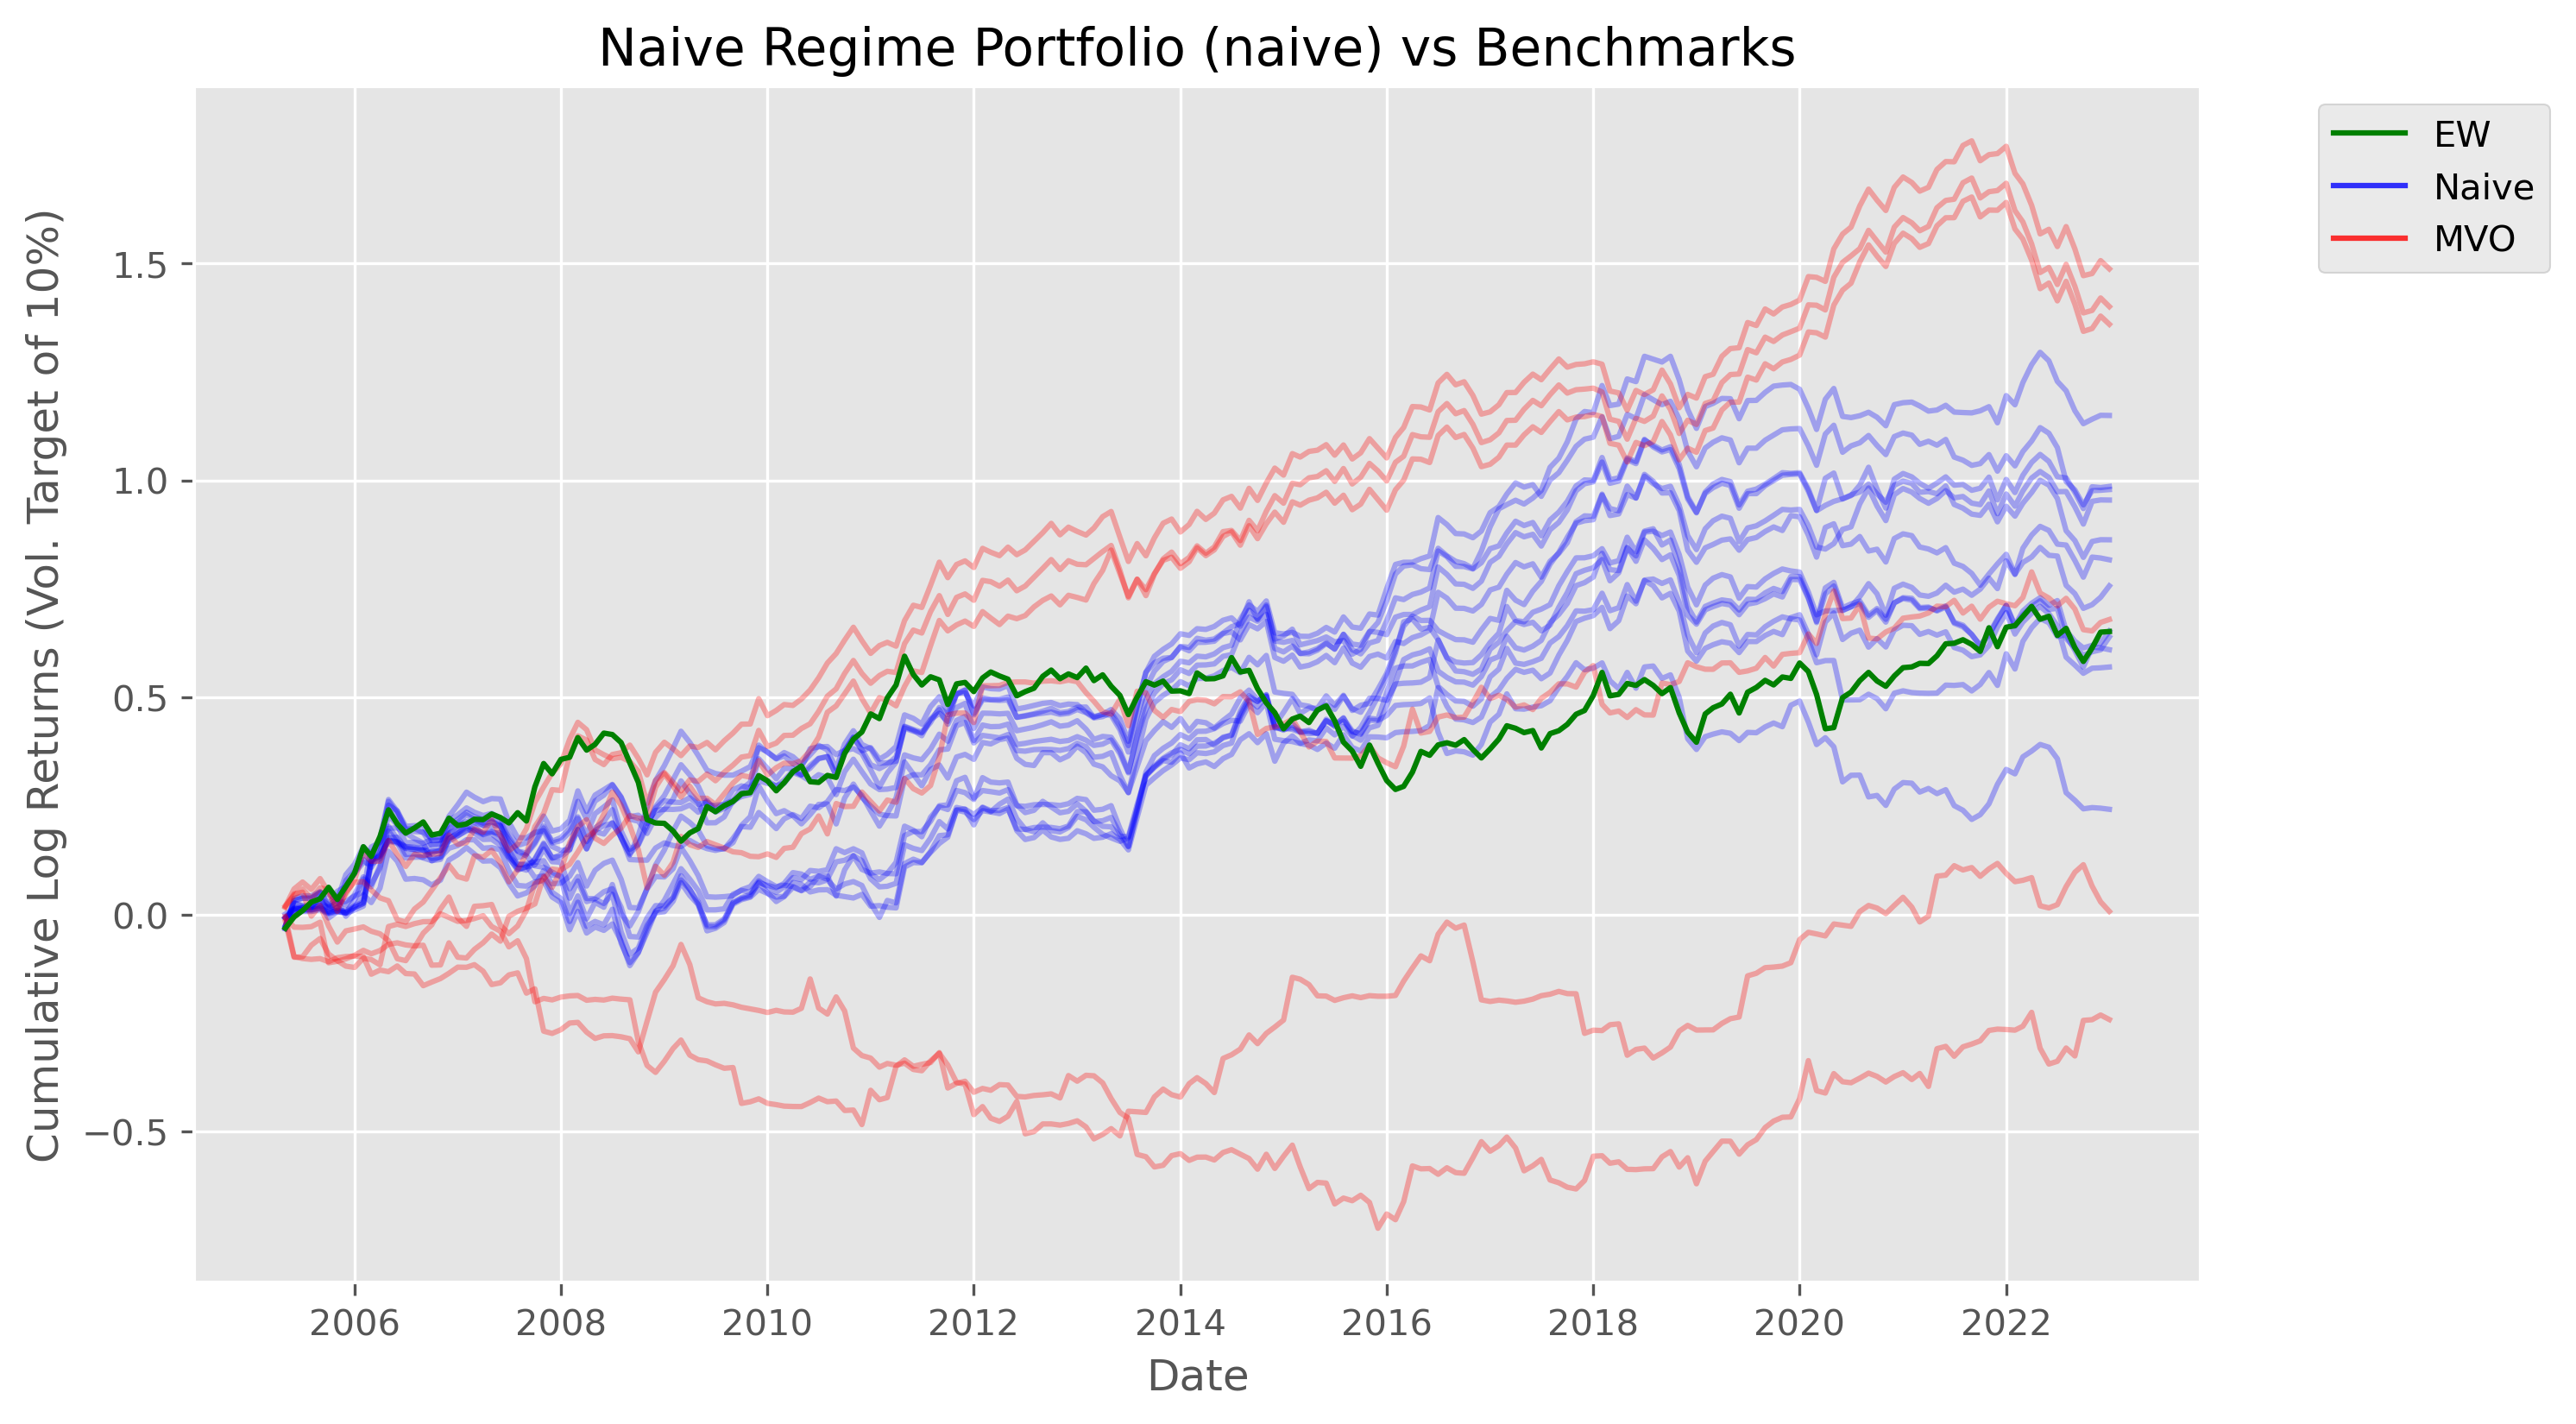 Naive Regime Portfolio (naive) vs Benchmarks
EW
Naive
MVO
Cumulative Log Returns (Vol. Target of 10%)
1.5
1.0
0.5
0.0
−0.5
2006 2008 2010 2012 2014 2016 2018 2020 2022
Date